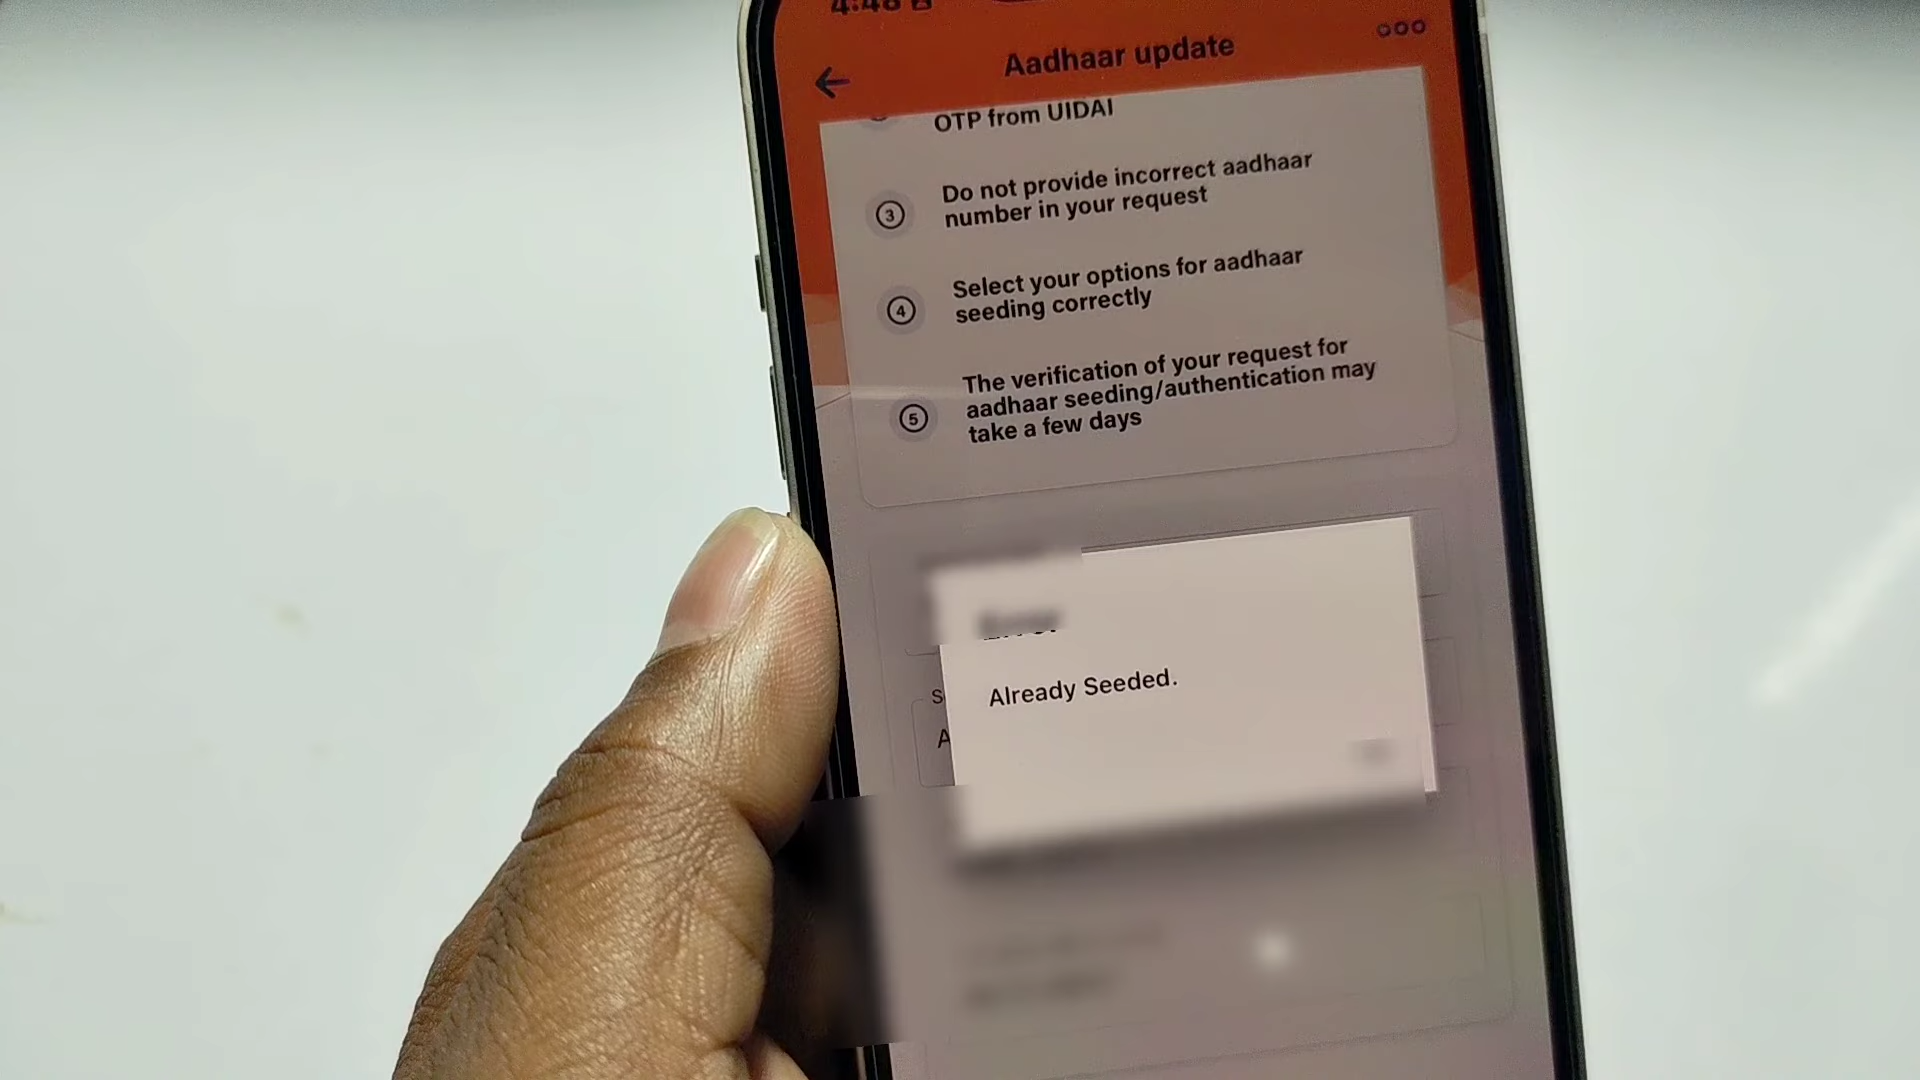 4:48
Aadhaar update
OTP from UIDAI
3
Do not provide incorrect aadhaar
number in your request
4
Select your options for aadhaar
seeding correctly
5
The verification of your request for
aadhaar seeding/authentication may
take a few days
Error
S
Already Seeded.
A